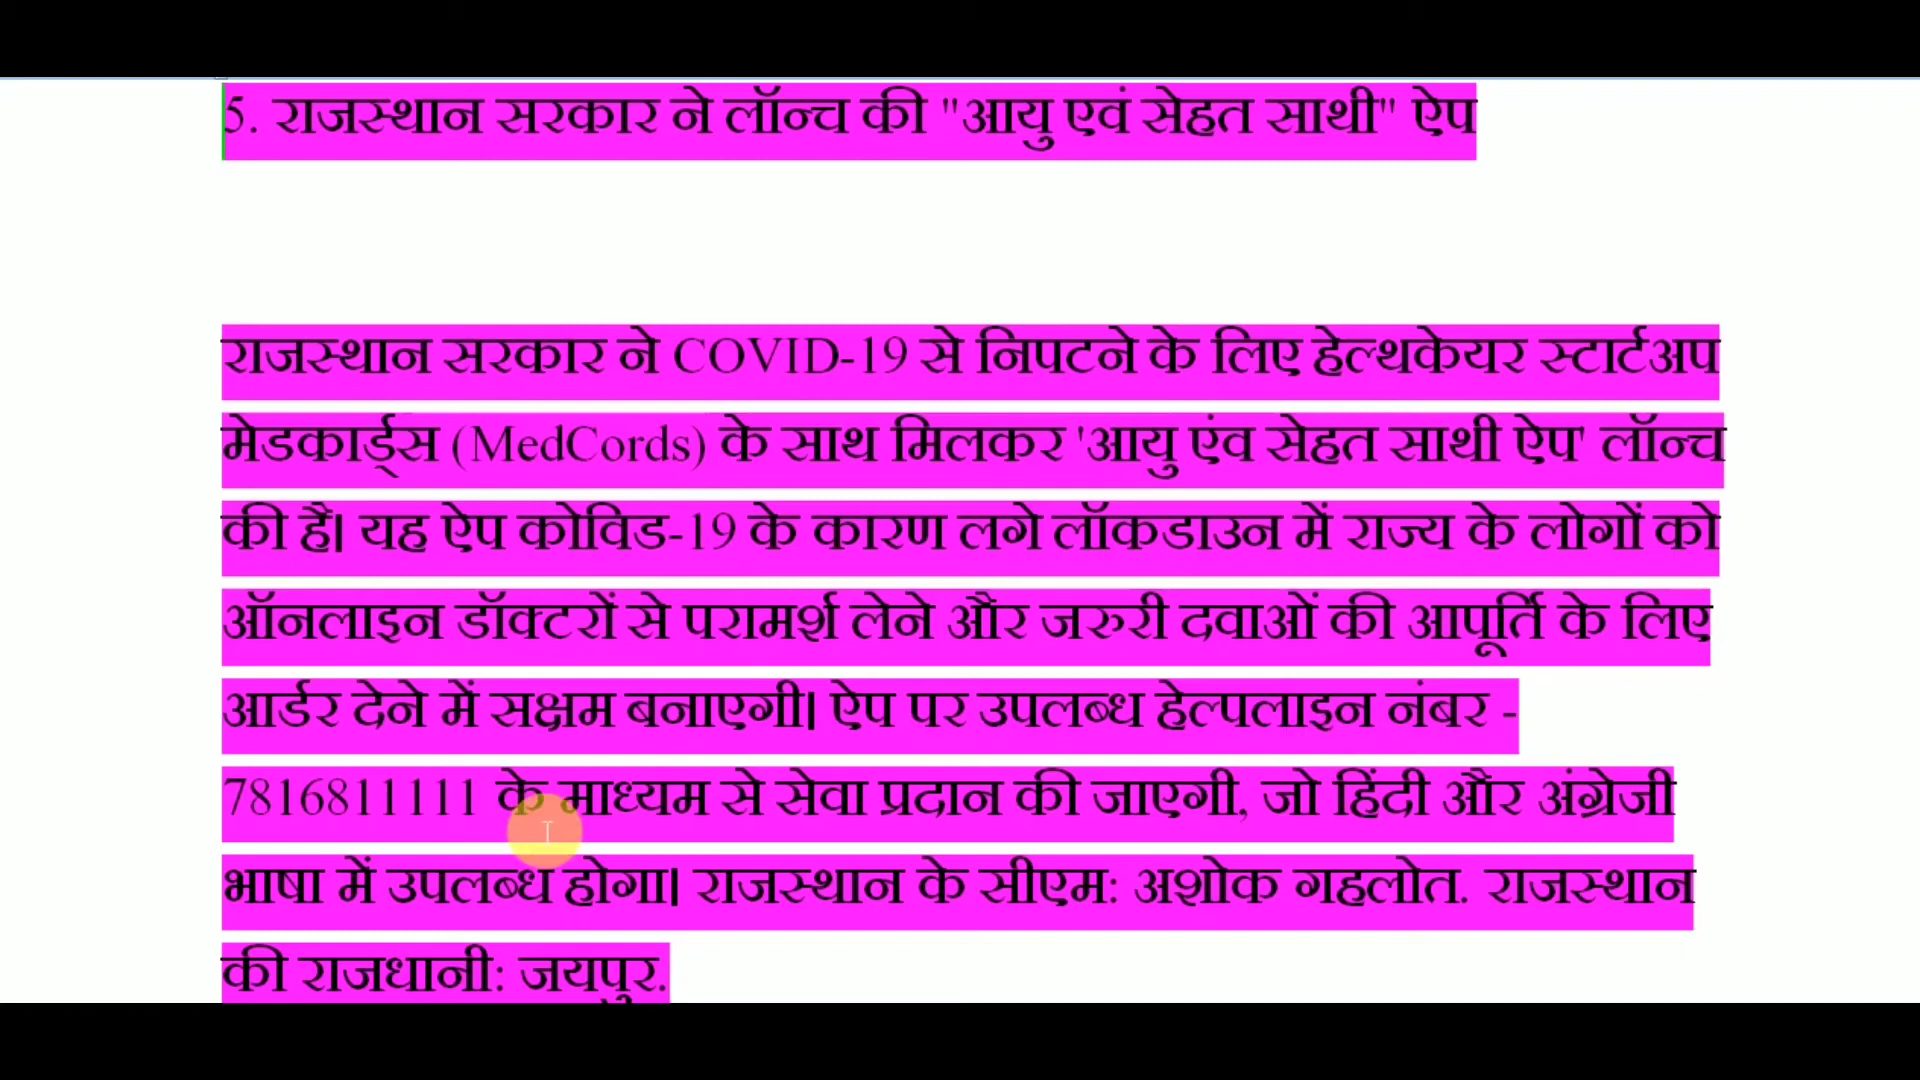 5. राजस्थान सरकार ने लॉन्च की "आयु एवं सेहत साथी" ऐप
राजस्थान सरकार ने COVID-19 से निपटने के लिए हेल्थकेयर स्टार्टअप
मेडकार्ड्स (MedCords) के साथ मिलकर 'आयु एंव सेहत साथी ऐप' लॉन्च
की है| यह ऐप कोविड-19 के कारण लगे लॉकडाउन में राज्य के लोगों को
ऑनलाइन डॉक्टरों से परामर्श लेने और जरुरी दवाओं की आपूर्ति के लिए
आर्डर देने में सक्षम बनाएगी| ऐप पर उपलब्ध हेल्पलाइन नंबर -
7816811111 के माध्यम से सेवा प्रदान की जाएगी, जो हिंदी और अंग्रेजी
भाषा में उपलब्ध होगा| राजस्थान के सीएम: अशोक गहलोत. राजस्थान
की राजधानी: जयपुर.